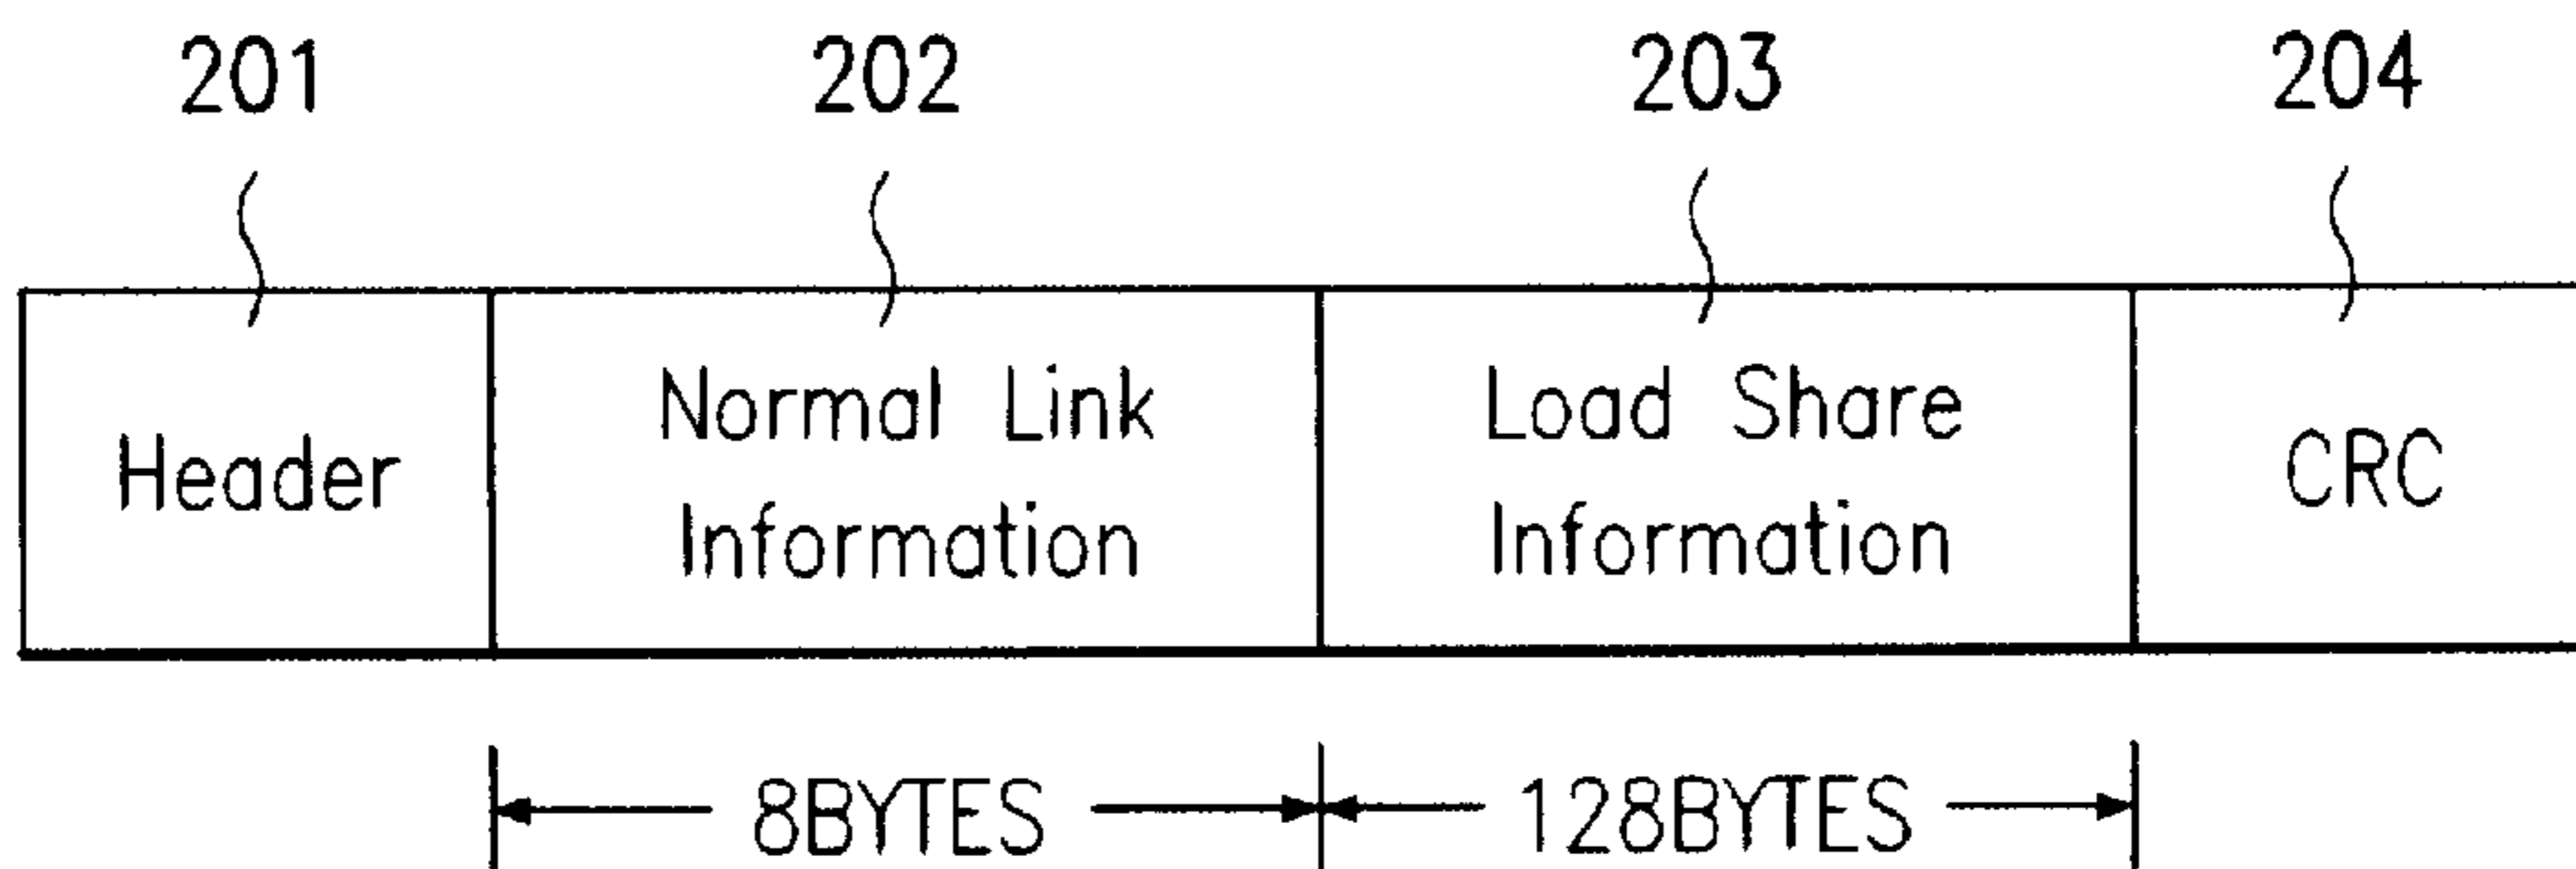 201 202 203 204
Header
Normal Link
Information
Load Share
Information
CRC
8BYTES 128BYTES